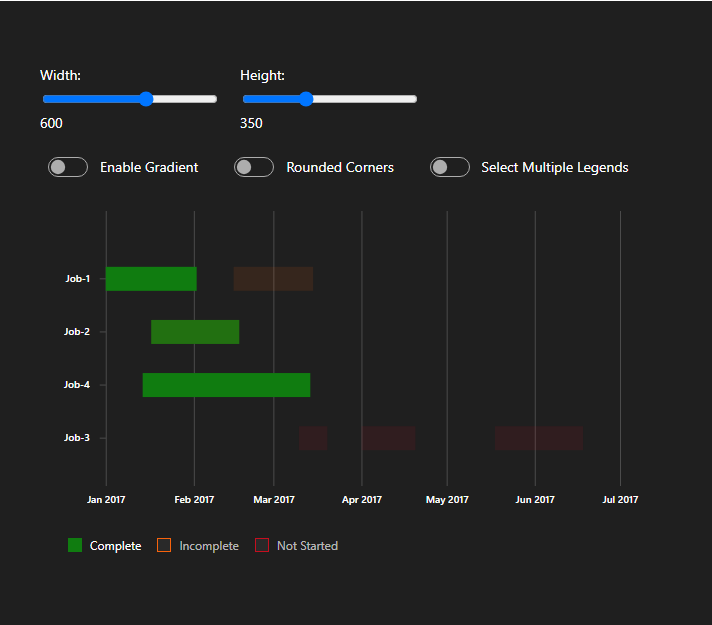 Width: Height:
600 350
Enable Gradient Rounded Corners Select Multiple Legends
Job-1
Job-2
Job-4
Job-3
Jan 2017 Feb 2017 Mar 2017 Apr 2017 May 2017 Jun 2017 Jul 2017
Complete Incomplete Not Started